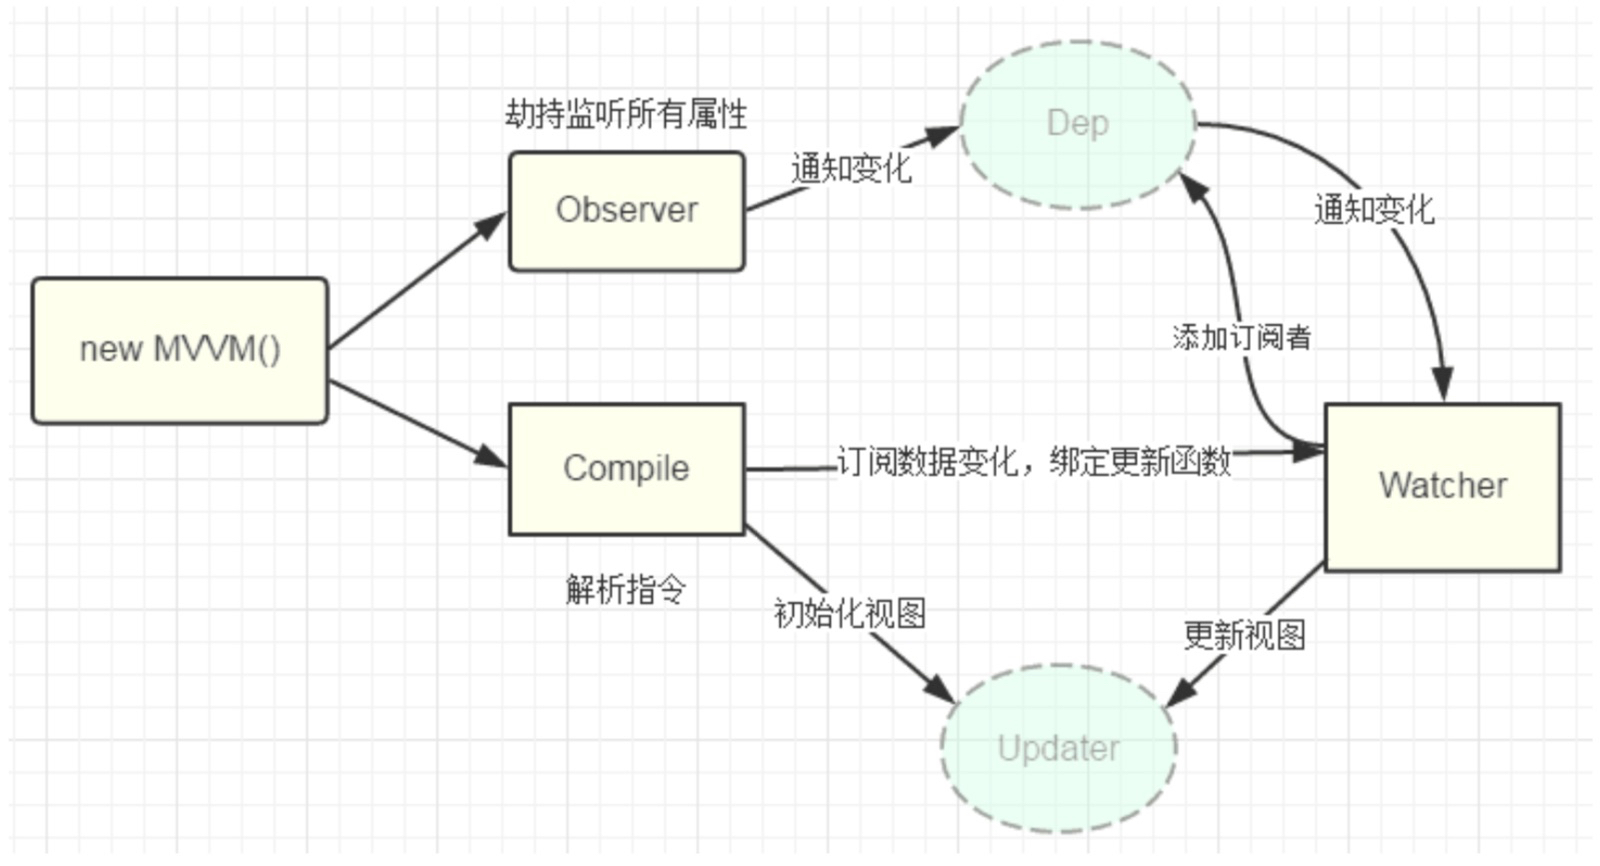 劫持监听所有属性
Observer
通知变化
Dep
通知变化
new MVVM()
添加订阅者
Compile
订阅数据变化，绑定更新函数
Watcher
解析指令
初始化视图
更新视图
Updater